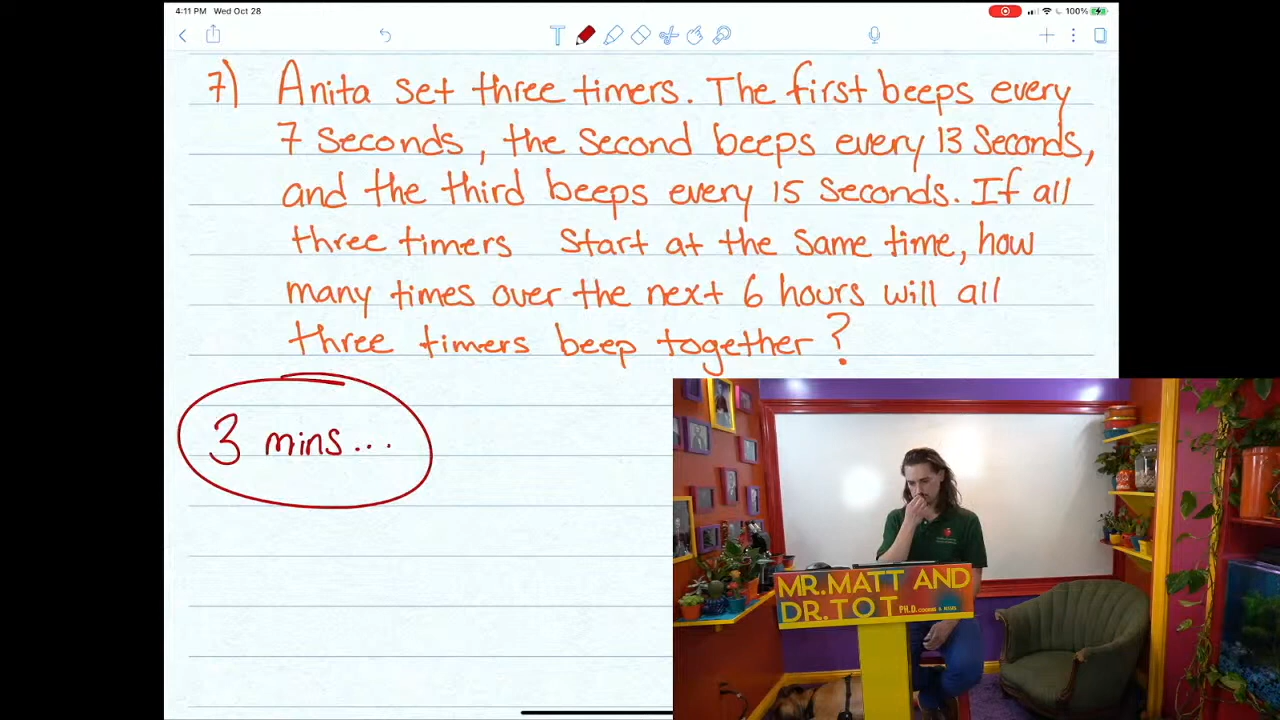 4:11 PM Wed Oct 28
100%
T
7) Anita set three timers. The first beeps every
7 seconds, the second beeps every 13 seconds,
and the third beeps every 15 seconds. If all
three timers start at the same time, how
many times over the next 6 hours will all
three timers beep together?
3 mins...
MR.MATT AND
DR.TOT PH.D.